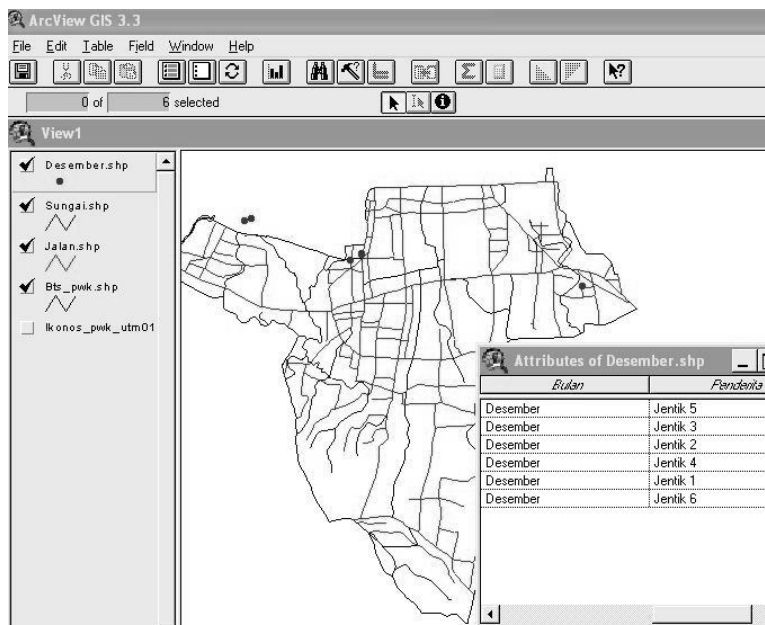 ArcView GIS 3.3
File Edit Table Field Window Help
0 of 6 selected
View1
Desember.shp
Sungai.shp
Jalan.shp
Bts_pwk.shp
Ikonos_pwk_utm01
Attributes of Desember.shp
Bulan Penderita
Desember Jentik 5
Desember Jentik 3
Desember Jentik 2
Desember Jentik 4
Desember Jentik 1
Desember Jentik 6